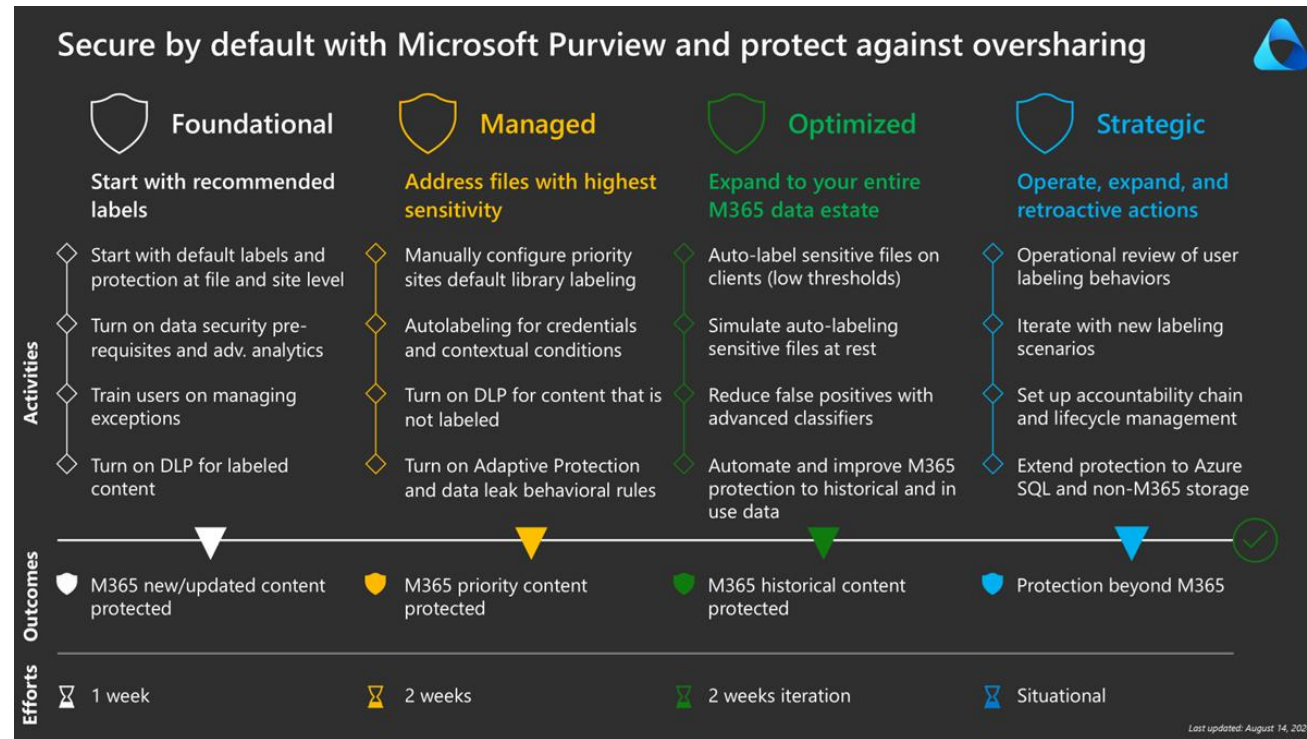 Secure by default with Microsoft Purview and protect against oversharing
Foundational
Start with recommended
labels
Activities
Start with default labels and
protection at file and site level
Turn on data security pre-
requisites and adv. analytics
Train users on managing
exceptions
Turn on DLP for labeled
content
Managed
Address files with highest
sensitivity
Manually configure priority
sites default library labeling
Autolabeling for credentials
and contextual conditions
Turn on DLP for content that is
not labeled
Turn on Adaptive Protection
and data leak behavioral rules
Optimized
Expand to your entire
M365 data estate
Auto-label sensitive files on
clients (low thresholds)
Simulate auto-labeling
sensitive files at rest
Reduce false positives with
advanced classifiers
Automate and improve M365
protection to historical and in
use data
Strategic
Operate, expand, and
retroactive actions
Operational review of user
labeling behaviors
Iterate with new labeling
scenarios
Set up accountability chain
and lifecycle management
Extend protection to Azure
SQL and non-M365 storage
Outcomes
M365 new/updated content
protected
M365 priority content
protected
M365 historical content
protected
Protection beyond M365
Efforts
1 week
2 weeks
2 weeks iteration
Situational
Last updated: August 14, 202